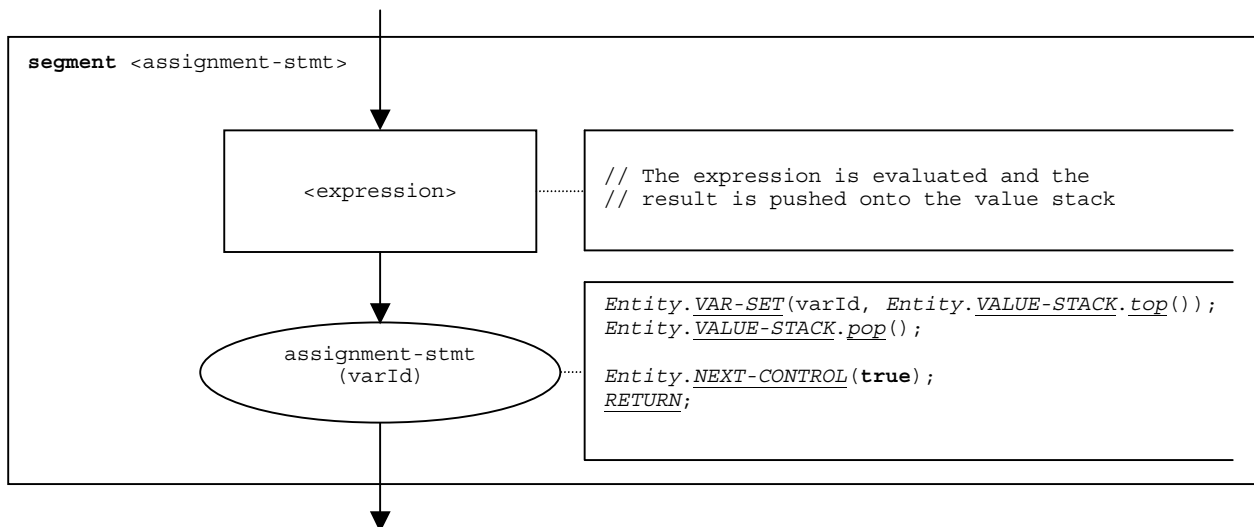 segment <assignment-stmt>
<expression>
// The expression is evaluated and the
// result is pushed onto the value stack
assignment-stmt
(varId)
Entity.VAR-SET(varId, Entity.VALUE-STACK.top());
Entity.VALUE-STACK.pop();
Entity.NEXT-CONTROL(true);
RETURN;